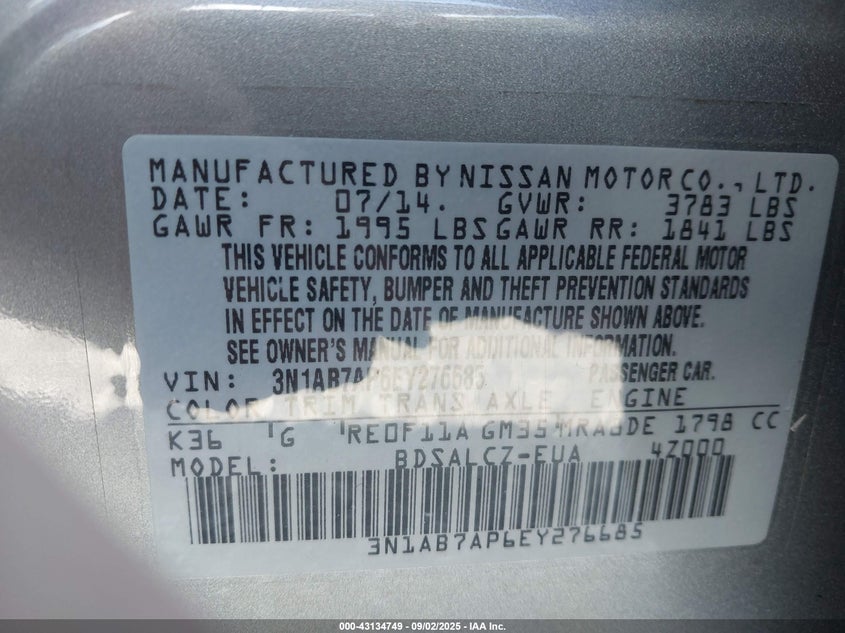 MANUFACTURED BY NISSAN MOTOR CO., LTD.
DATE: 07/14. GVWR: 3783 LBS
GAWR FR: 1995 LBS GAWR RR: 1841 LBS
THIS VEHICLE CONFORMS TO ALL APPLICABLE FEDERAL MOTOR
VEHICLE SAFETY, BUMPER AND THEFT PREVENTION STANDARDS
IN EFFECT ON THE DATE OF MANUFACTURE SHOWN ABOVE.
SEE OWNER'S MANUAL FOR ADDITIONAL INFORMATION.
VIN: 3N1AB7AP6EY276685 PASSENGER CAR.
COLOR TRIM TRANS AXLE ENGINE
K36 G RE0F11A GM35 MRA8DE 1798 CC
MODEL: BDSALCZ-EUA 4Z000
3N1AB7AP6EY276685
000-43134749 - 09/02/2025 - IAA Inc.